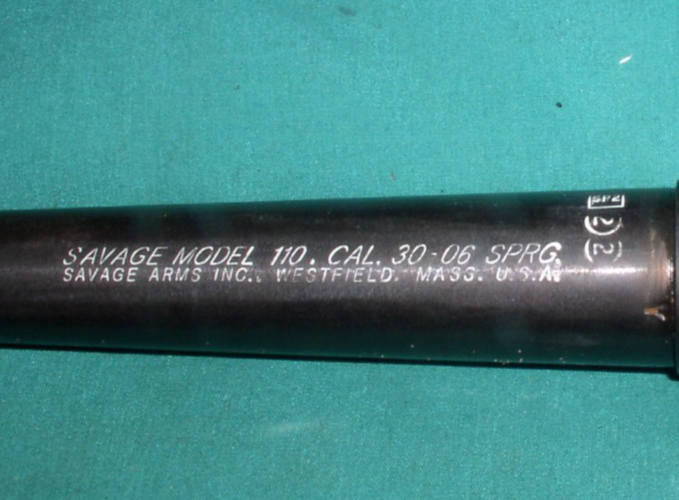 SAVAGE MODEL 110. CAL. 30-06 SPRG.
SAVAGE ARMS INC., WESTFIELD, MASS. U.S.A.